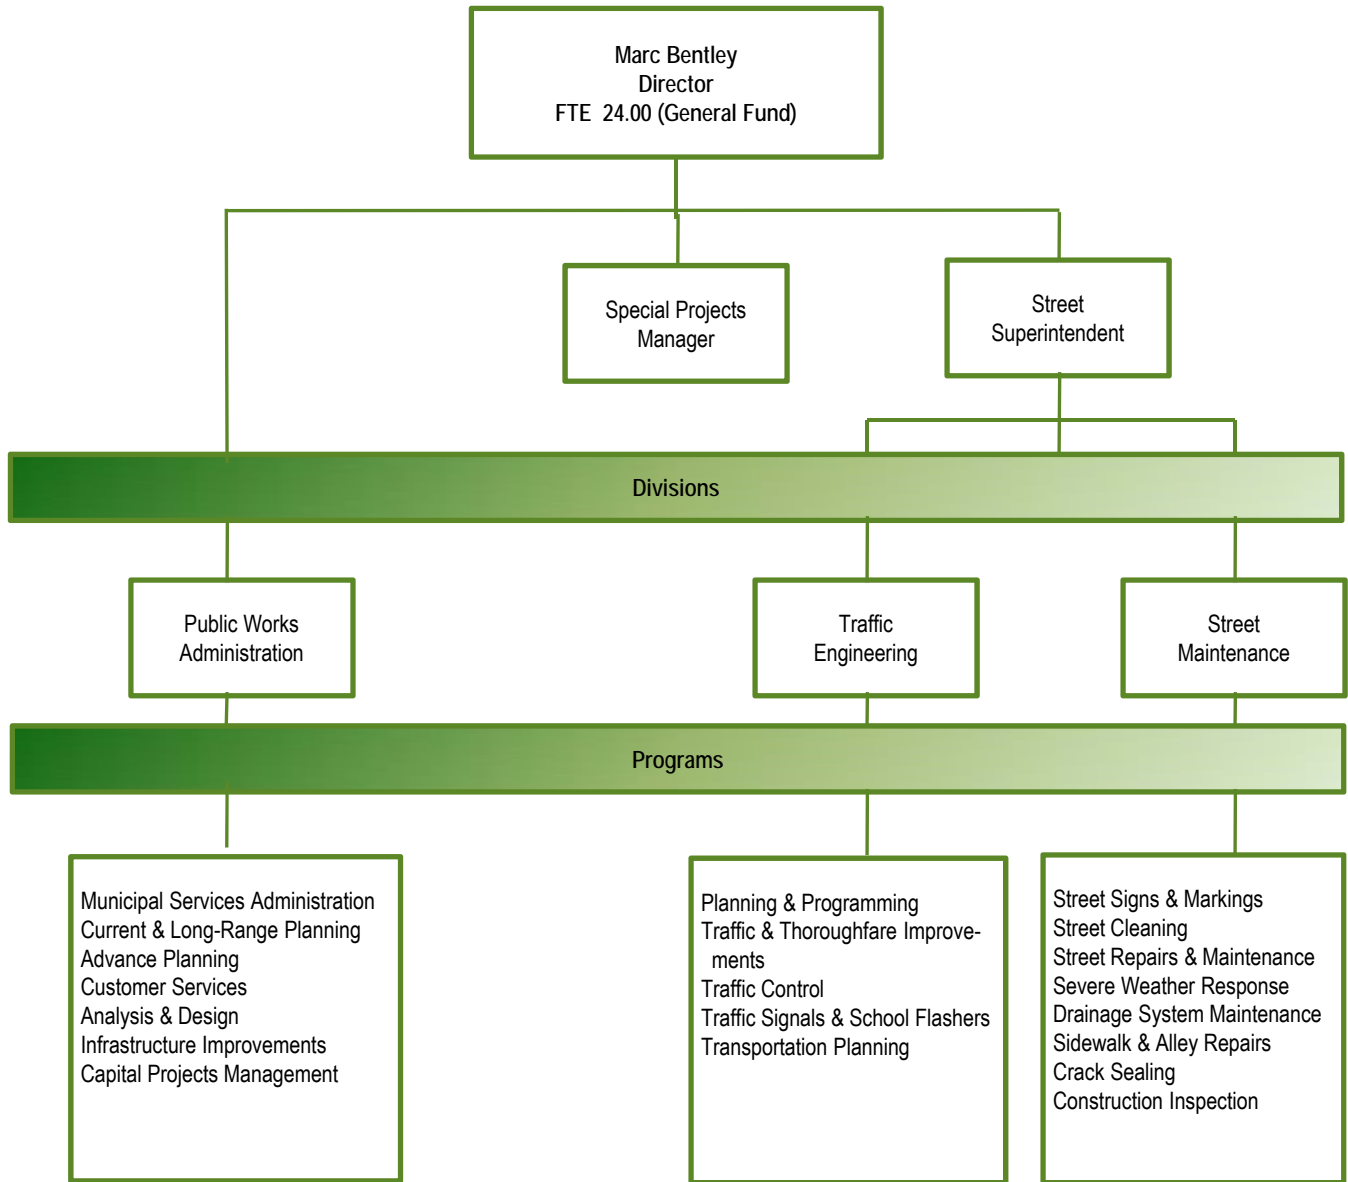 Marc Bentley
Director
FTE  24.00 (General Fund)
Special Projects
Manager
Street
Superintendent
Divisions
Public Works
Administration
Traffic
Engineering
Street
Maintenance
Programs
Municipal Services Administration
Current & Long-Range Planning
Advance Planning
Customer Services
Analysis & Design
Infrastructure Improvements
Capital Projects Management
Planning & Programming
Traffic & Thoroughfare Improve-
ments
Traffic Control
Traffic Signals & School Flashers
Transportation Planning
Street Signs & Markings
Street Cleaning
Street Repairs & Maintenance
Severe Weather Response
Drainage System Maintenance
Sidewalk & Alley Repairs
Crack Sealing
Construction Inspection